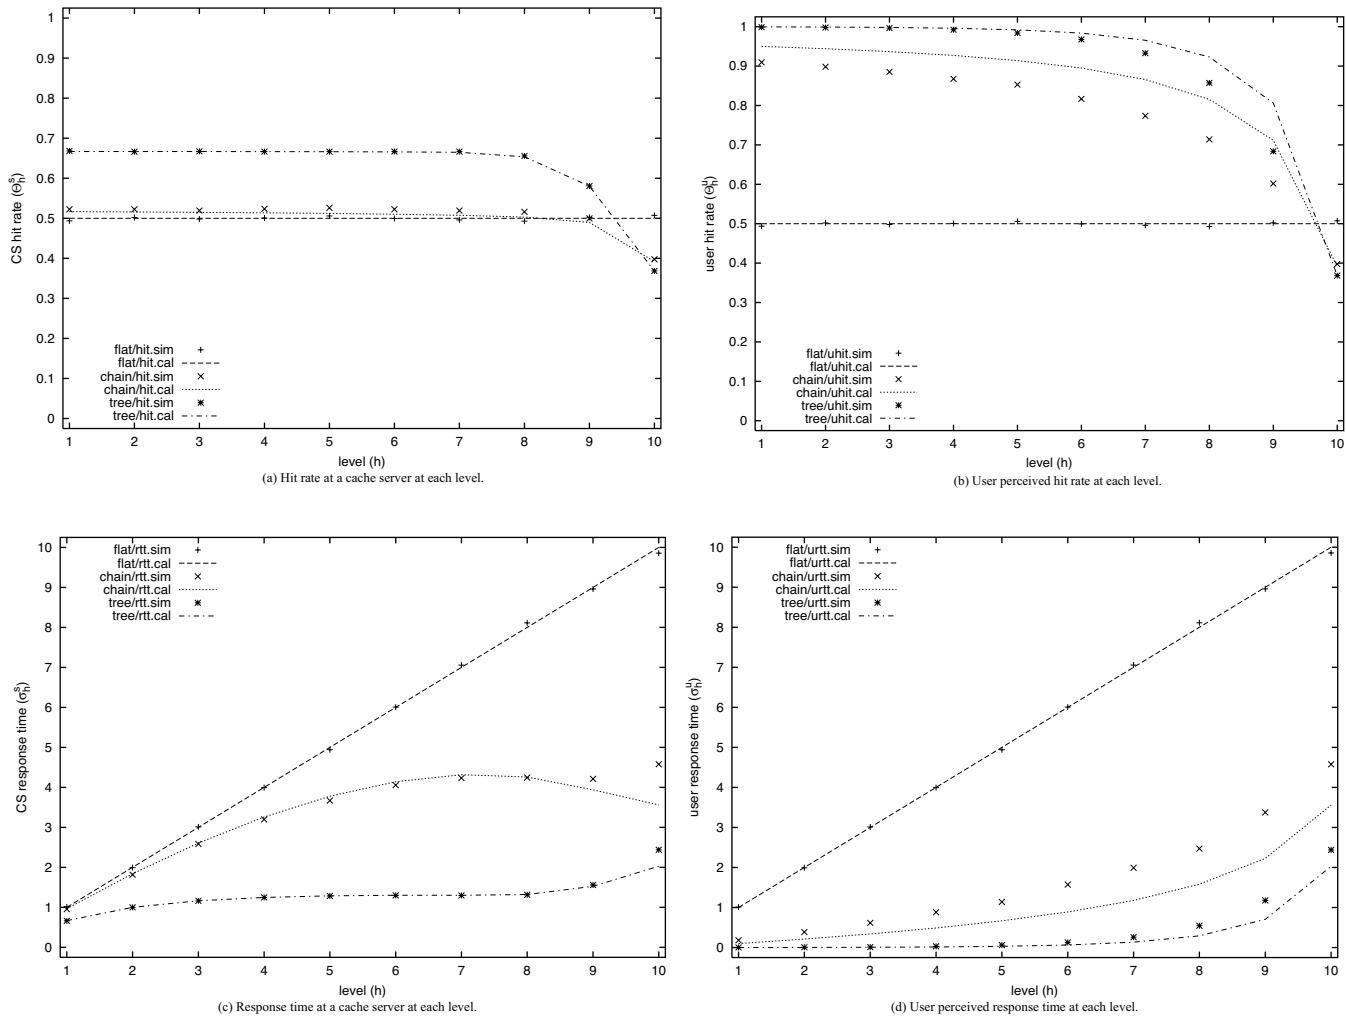 1
0.9
0.8
0.7
0.6
0.5
0.4
0.3
0.2
0.1
0
CS hit rate (Θₕˢ)
flat/hit.sim
flat/hit.cal
chain/hit.sim
chain/hit.cal
tree/hit.sim
tree/hit.cal
1 2 3 4 5 6 7 8 9 10
level (h)
(a) Hit rate at a cache server at each level.
1
0.9
0.8
0.7
0.6
0.5
0.4
0.3
0.2
0.1
0
user hit rate (Θₕᵘ)
flat/uhit.sim
flat/uhit.cal
chain/uhit.sim
chain/uhit.cal
tree/uhit.sim
tree/uhit.cal
1 2 3 4 5 6 7 8 9 10
level (h)
(b) User perceived hit rate at each level.
10
9
8
7
6
5
4
3
2
1
0
CS response time (σₕˢ)
flat/rtt.sim
flat/rtt.cal
chain/rtt.sim
chain/rtt.cal
tree/rtt.sim
tree/rtt.cal
1 2 3 4 5 6 7 8 9 10
level (h)
(c) Response time at a cache server at each level.
10
9
8
7
6
5
4
3
2
1
0
user response time (σₕᵘ)
flat/urtt.sim
flat/urtt.cal
chain/urtt.sim
chain/urtt.cal
tree/urtt.sim
tree/urtt.cal
1 2 3 4 5 6 7 8 9 10
level (h)
(d) User perceived response time at each level.